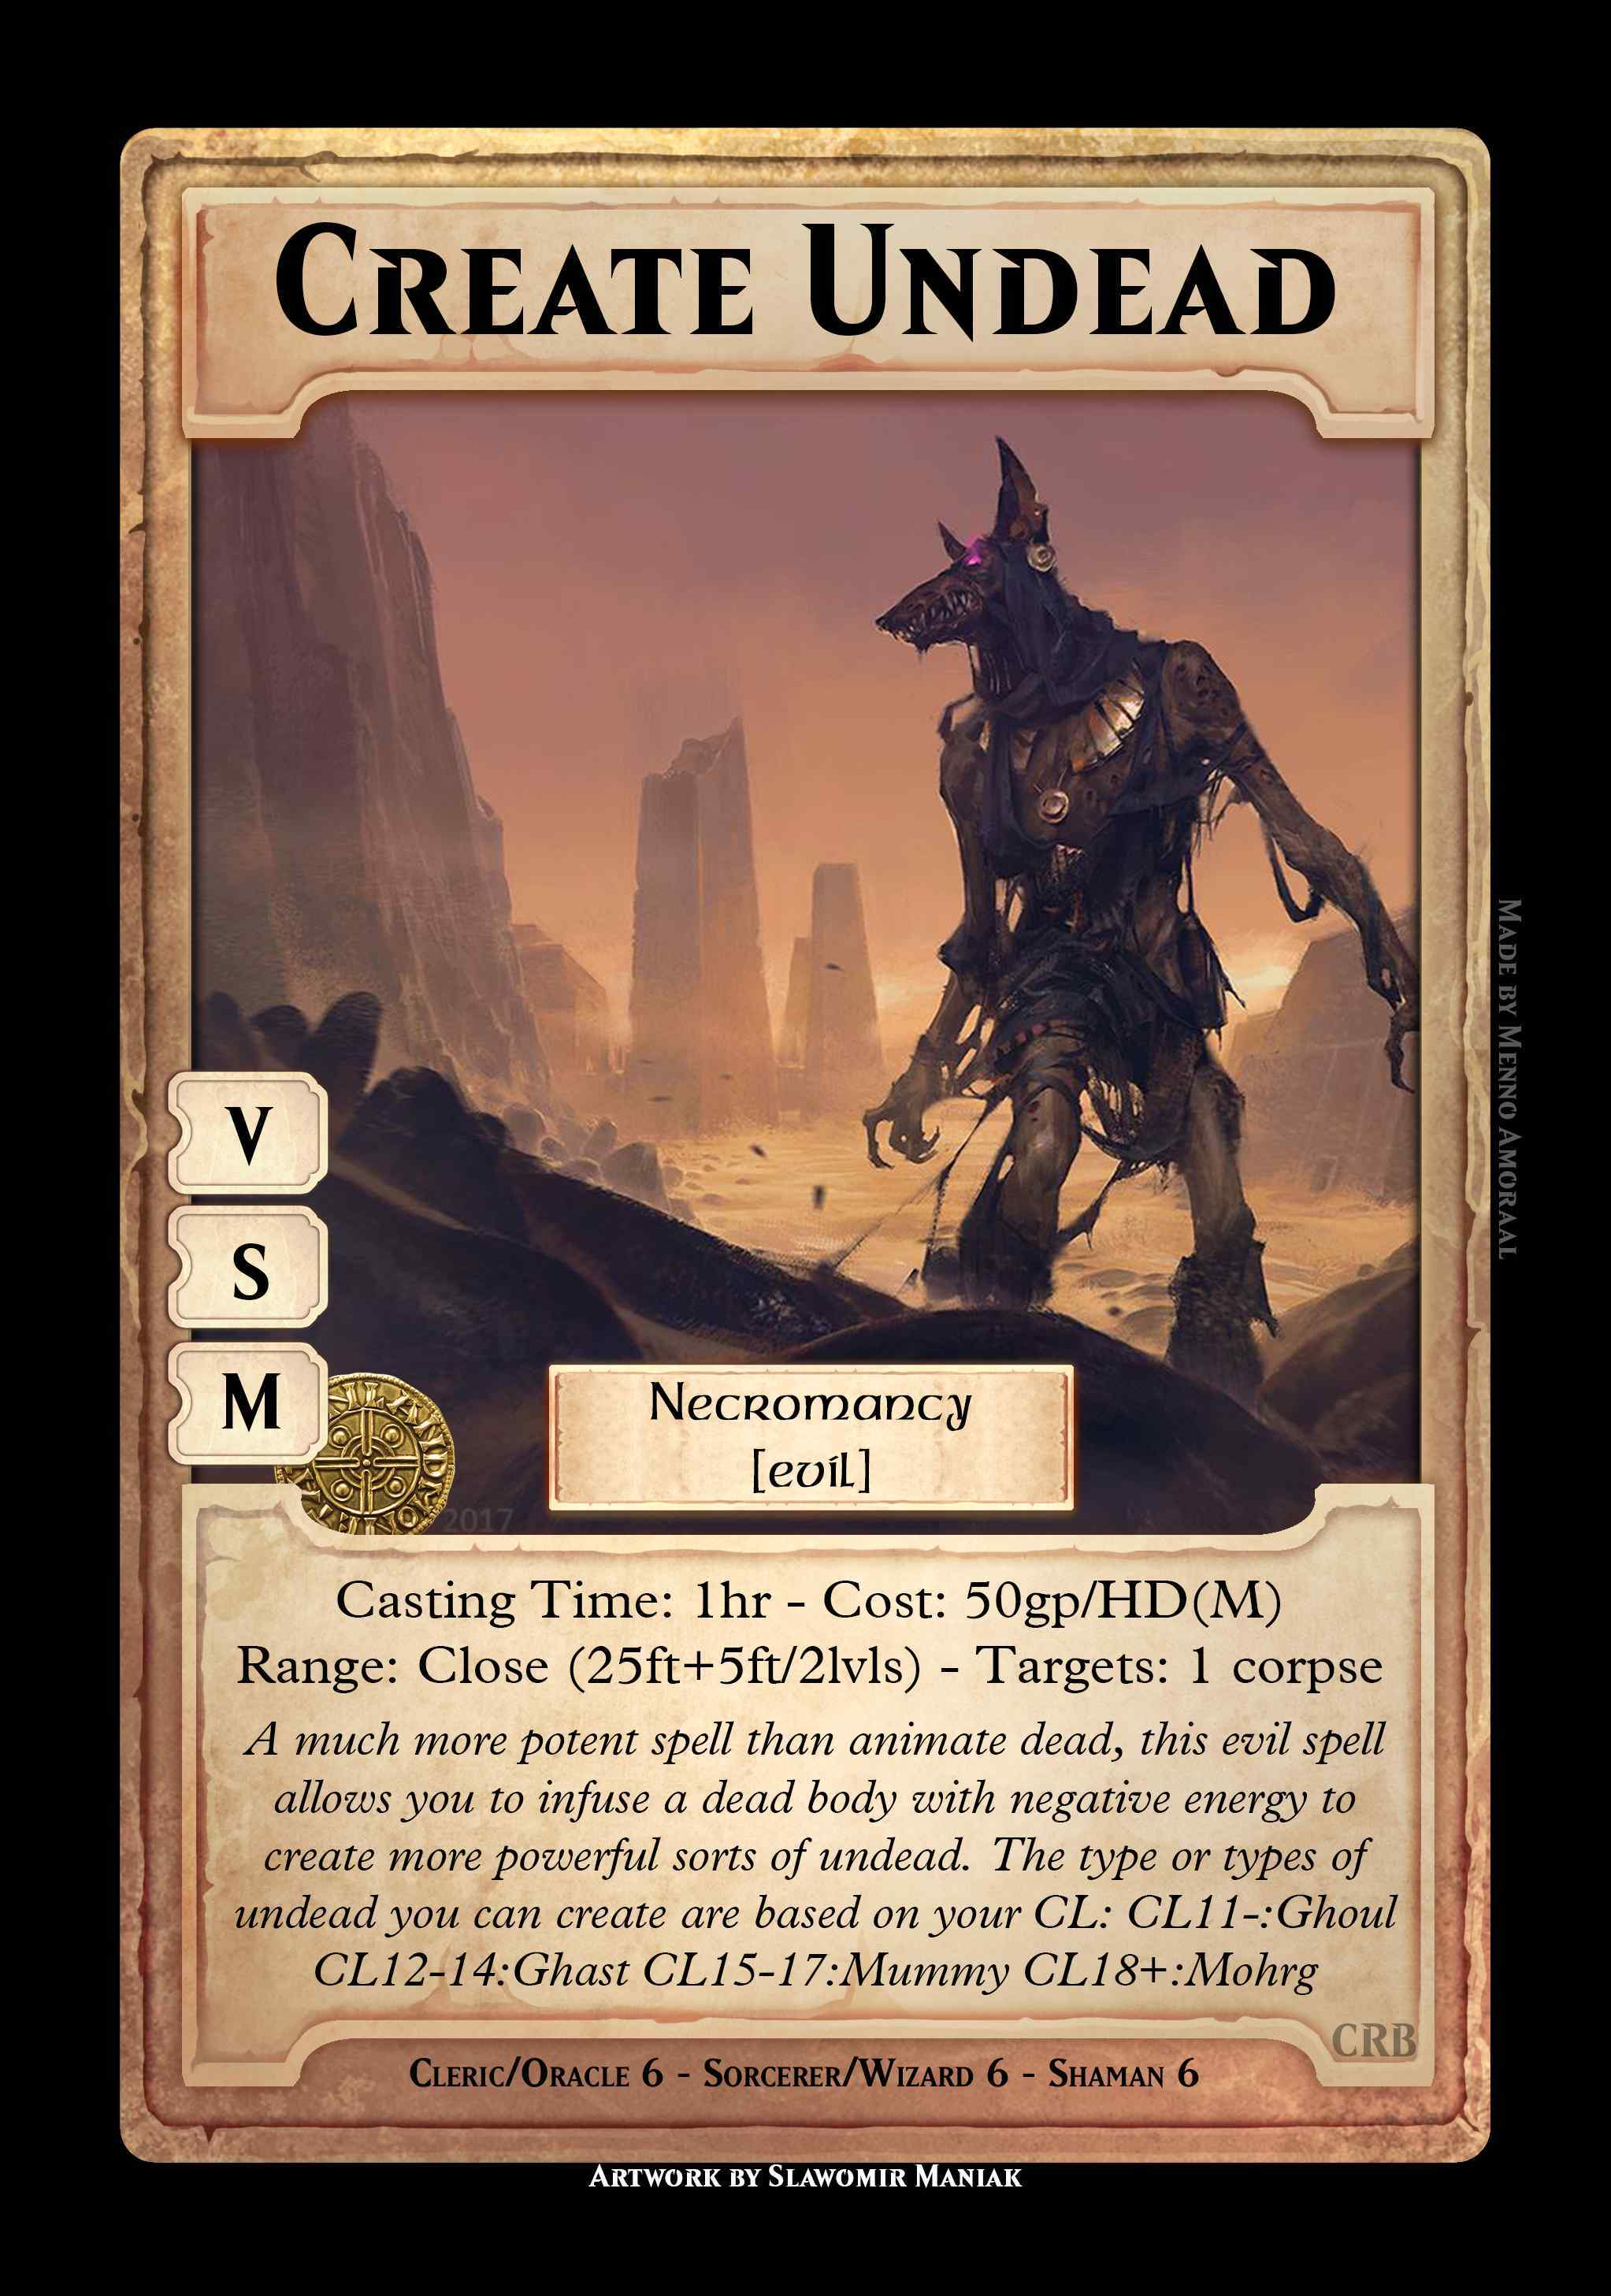 Create Undead
V
S
M
Necromancy
[evil]
2017
Casting Time: 1hr - Cost: 50gp/HD(M)
Range: Close (25ft+5ft/2lvls) - Targets: 1 corpse
A much more potent spell than animate dead, this evil spell
allows you to infuse a dead body with negative energy to
create more powerful sorts of undead. The type or types of
undead you can create are based on your CL: CL11-:Ghoul
CL12-14:Ghast CL15-17:Mummy CL18+:Mohrg
CRB
Cleric/Oracle 6 - Sorcerer/Wizard 6 - Shaman 6
Artwork by Slawomir Maniak
Made by Menno Amoraal